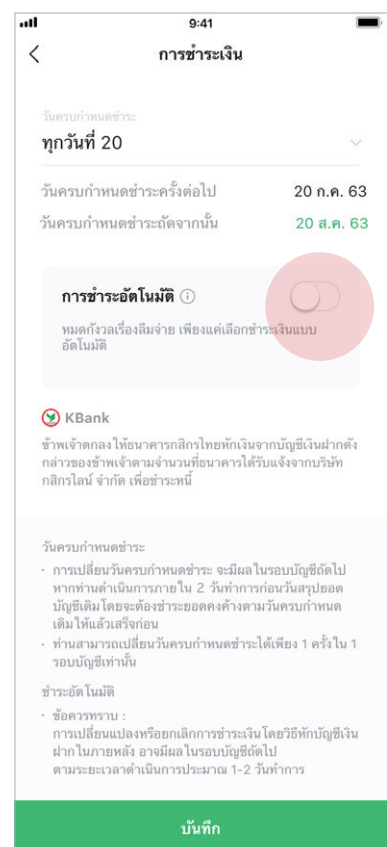 9:41
การชำระเงิน
วันครบกำหนดชำระ
ทุกวันที่ 20
วันครบกำหนดชำระครั้งต่อไป 20 ก.ค. 63
วันครบกำหนดชำระถัดจากนั้น 20 ส.ค. 63
การชำระอัตโนมัติ
หมดกังวลเรื่องลืมจ่าย เพียงแค่เลือกชำระเงินแบบ
อัตโนมัติ
KBank
ข้าพเจ้าตกลงให้ธนาคารกสิกรไทยหักเงินจากบัญชีเงินฝากดัง
กล่าวของข้าพเจ้าตามจำนวนที่ธนาคารได้รับแจ้งจากบริษัท
กสิกรไลน์ จำกัด เพื่อชำระหนี้
วันครบกำหนดชำระ
· การเปลี่ยนวันครบกำหนดชำระ จะมีผลในรอบบัญชีถัดไป
หากท่านดำเนินการภายใน 2 วันทำการก่อนวันสรุปยอด
บัญชีเดิมโดยจะต้องชำระยอดคงค้างตามวันครบกำหนด
เดิมให้แล้วเสร็จก่อน
· ท่านสามารถเปลี่ยนวันครบกำหนดชำระได้เพียง 1 ครั้งใน 1
รอบบัญชีเท่านั้น
ชำระอัตโนมัติ
· ข้อควรทราบ :
การเปลี่ยนแปลงหรือยกเลิกการชำระเงินโดยวิธีหักบัญชีเงิน
ฝากในภายหลัง อาจมีผลในรอบบัญชีถัดไป
ตามระยะเวลาดำเนินการประมาณ 1-2 วันทำการ
บันทึก